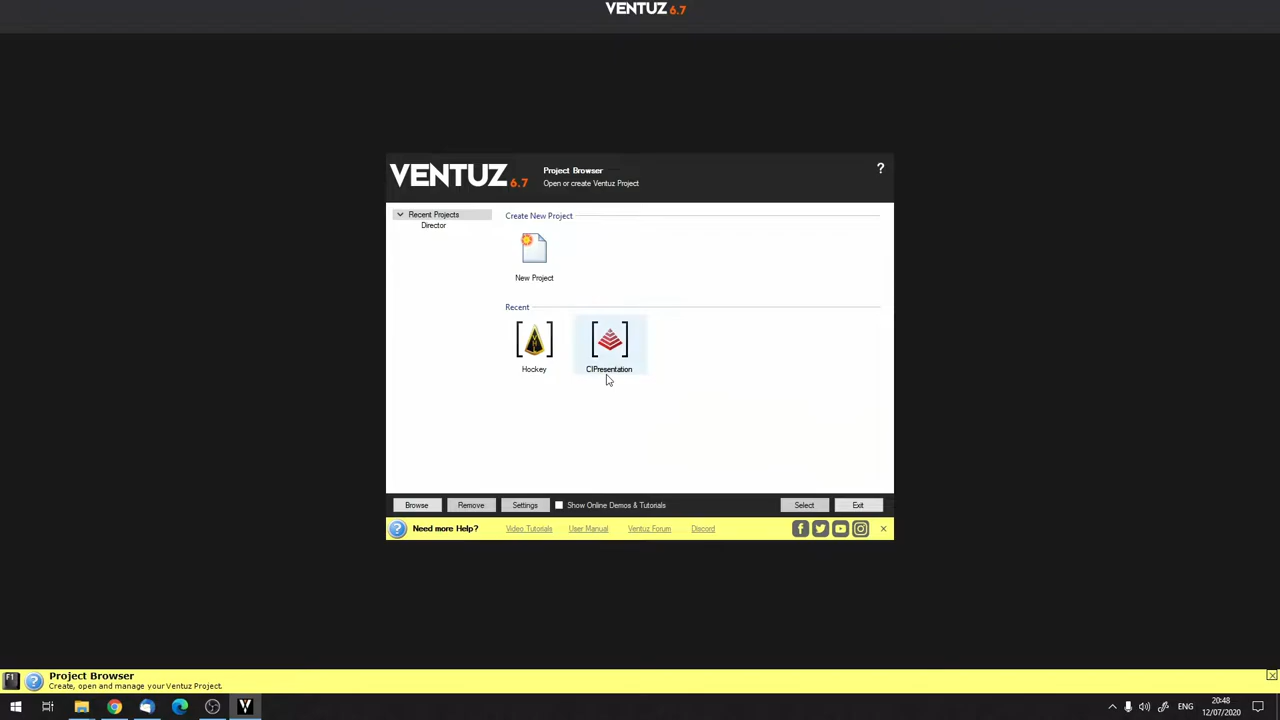 VENTUZ 6.7
VENTUZ 6.7
Project Browser
Open or create Ventuz Project
?
Recent Projects
Director
Create New Project
New Project
Recent
Hockey
CIPresentation
Browse
Remove
Settings
Show Online Demos & Tutorials
Select
Exit
? Need more Help?
Video Tutorials
User Manual
Ventuz Forum
Discord
F1
? Project Browser
Create, open and manage your Ventuz Project.
ENG
20:48
12/07/2020